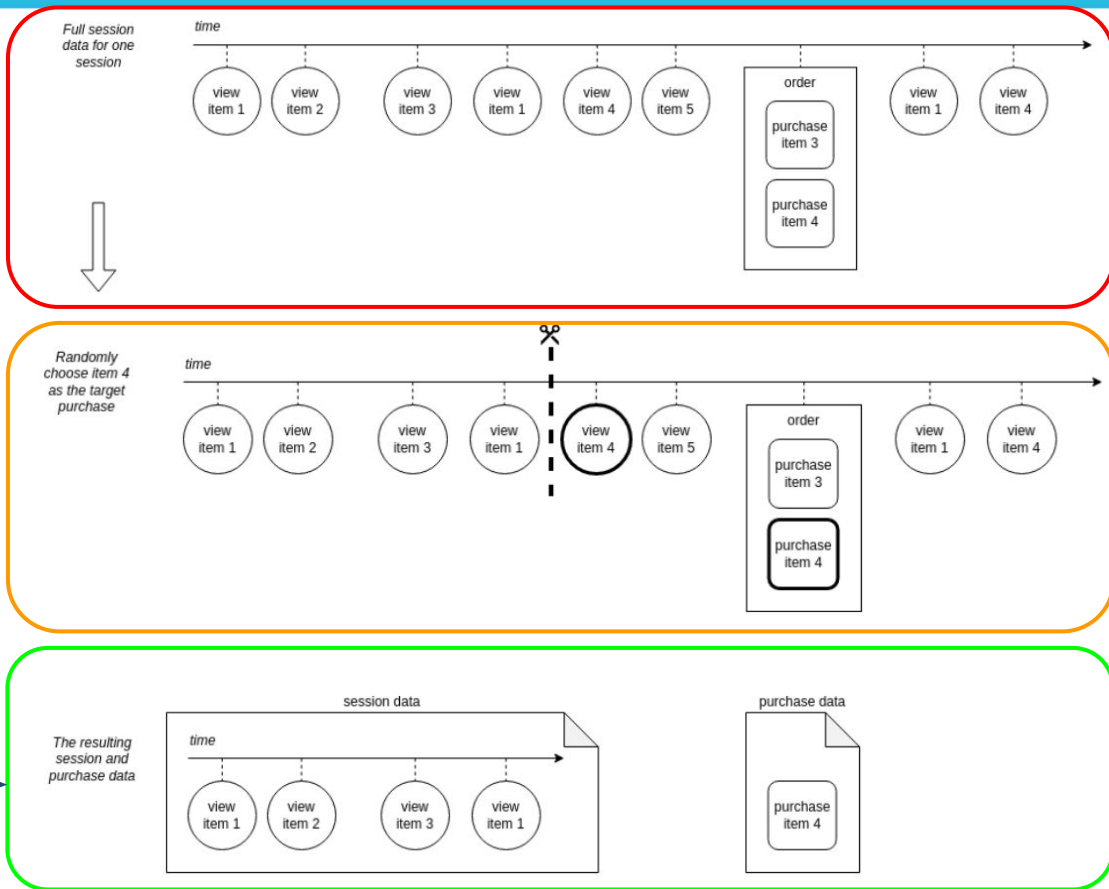 Full session
data for one
session
time
view
item 1
view
item 2
view
item 3
view
item 1
view
item 4
view
item 5
order
purchase
item 3
purchase
item 4
view
item 1
view
item 4
Randomly
choose item 4
as the target
purchase
time
view
item 1
view
item 2
view
item 3
view
item 1
view
item 4
view
item 5
order
purchase
item 3
purchase
item 4
view
item 1
view
item 4
The resulting
session and
purchase data
session data
time
view
item 1
view
item 2
view
item 3
view
item 1
purchase data
purchase
item 4